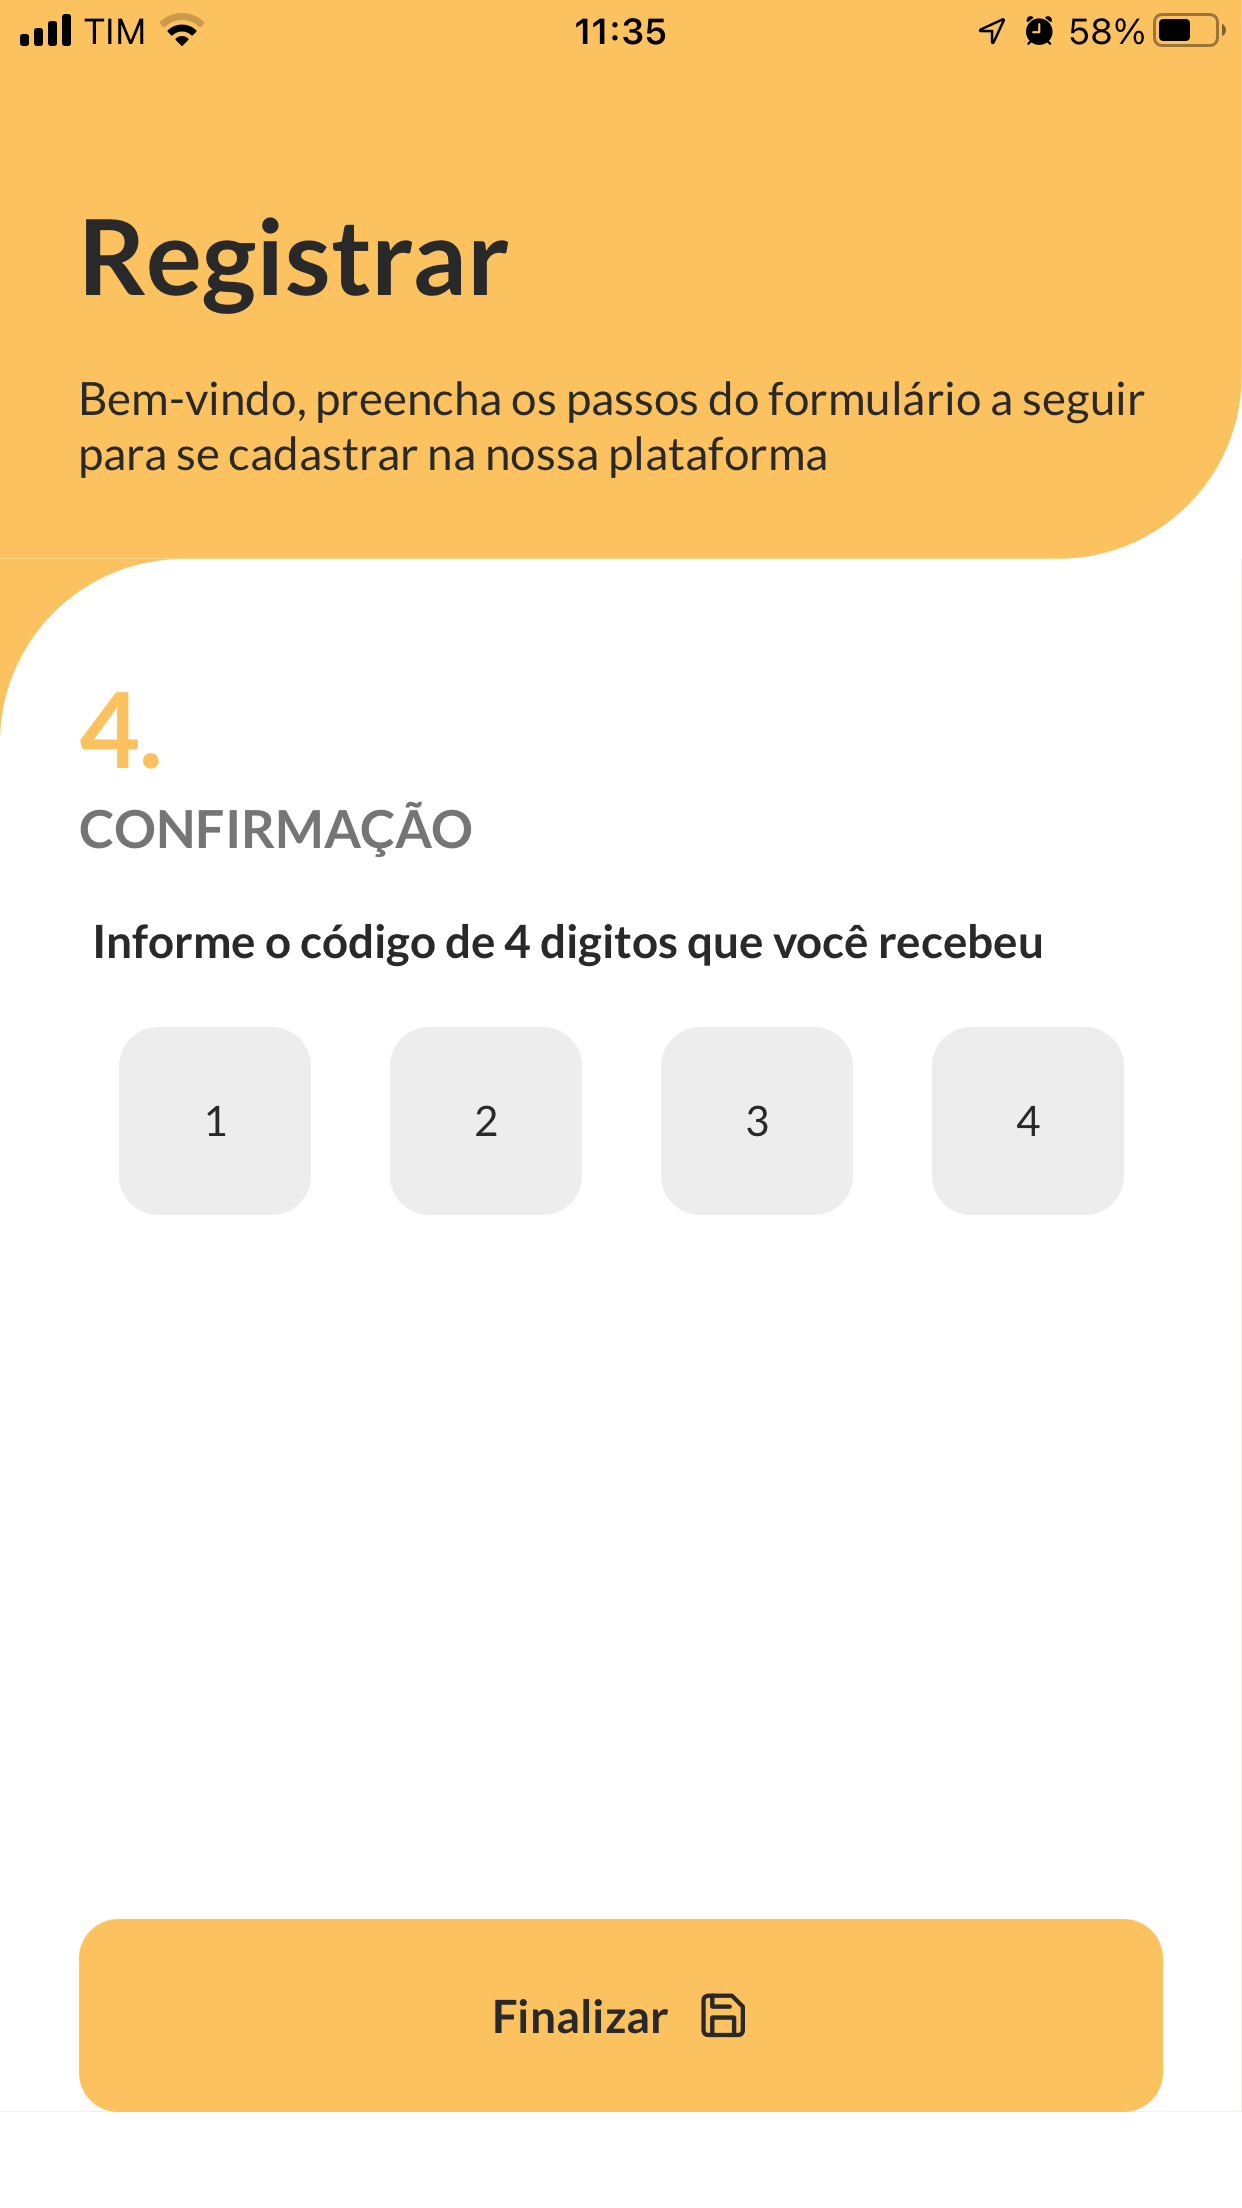 TIM 11:35 58%
Registrar
Bem-vindo, preencha os passos do formulário a seguir
para se cadastrar na nossa plataforma
4.
CONFIRMAÇÃO
Informe o código de 4 digitos que você recebeu
1 2 3 4
Finalizar